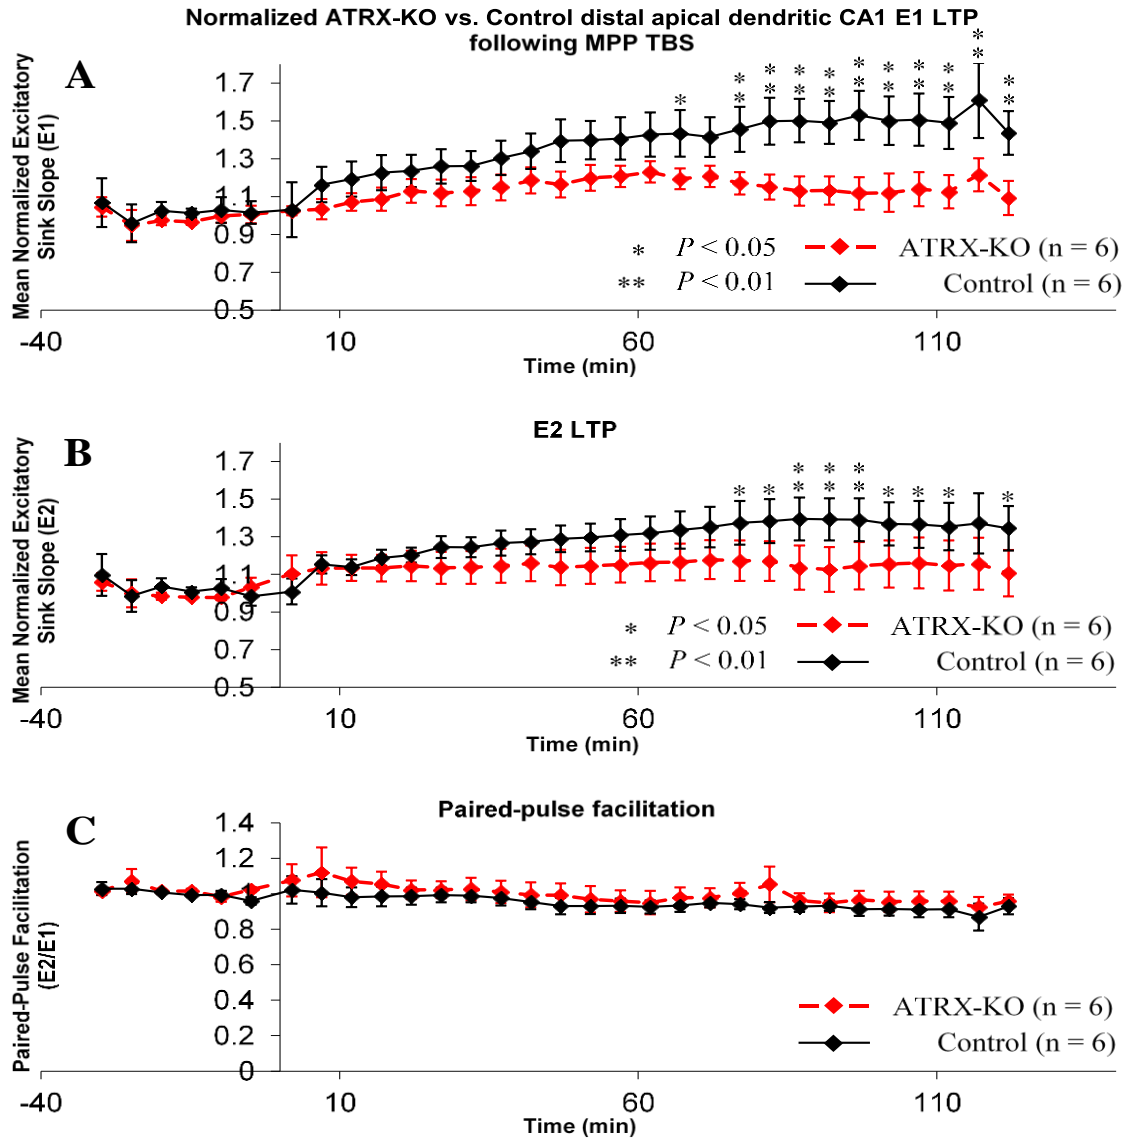 Normalized ATRX-KO vs. Control distal apical dendritic CA1 E1 LTP
following MPP TBS
A
Mean Normalized Excitatory
Sink Slope (E1)
1.7
1.5
1.3
1.1
0.9
0.7
0.5
* * * * * * * * * * *
* * * * * * * * * *
* P < 0.05
** P < 0.01
ATRX-KO (n = 6)
Control (n = 6)
-40 10 60 110
Time (min)
E2 LTP
B
Mean Normalized Excitatory
Sink Slope (E2)
1.7
1.5
1.3
1.1
0.9
0.7
0.5
* * *
* * * * * * * * *
* P < 0.05
** P < 0.01
ATRX-KO (n = 6)
Control (n = 6)
-40 10 60 110
Time (min)
Paired-pulse facilitation
C
Paired-Pulse Facilitation
(E2/E1)
1.4
1.2
1
0.8
0.6
0.4
0.2
0
ATRX-KO (n = 6)
Control (n = 6)
-40 10 60 110
Time (min)